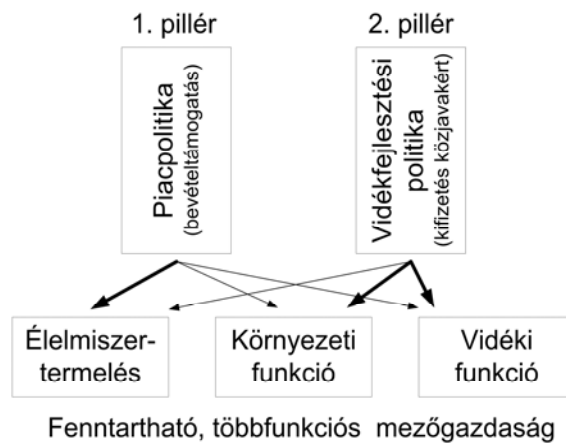 1. pillér
2. pillér
Piacpolitika
(bevételtámogatás)
Vidékfejlesztési
politika
(kifizetés közjavakért)
Élelmiszer-
termelés
Környezeti
funkció
Vidéki
funkció
Fenntartható, többfunkciós mezőgazdaság